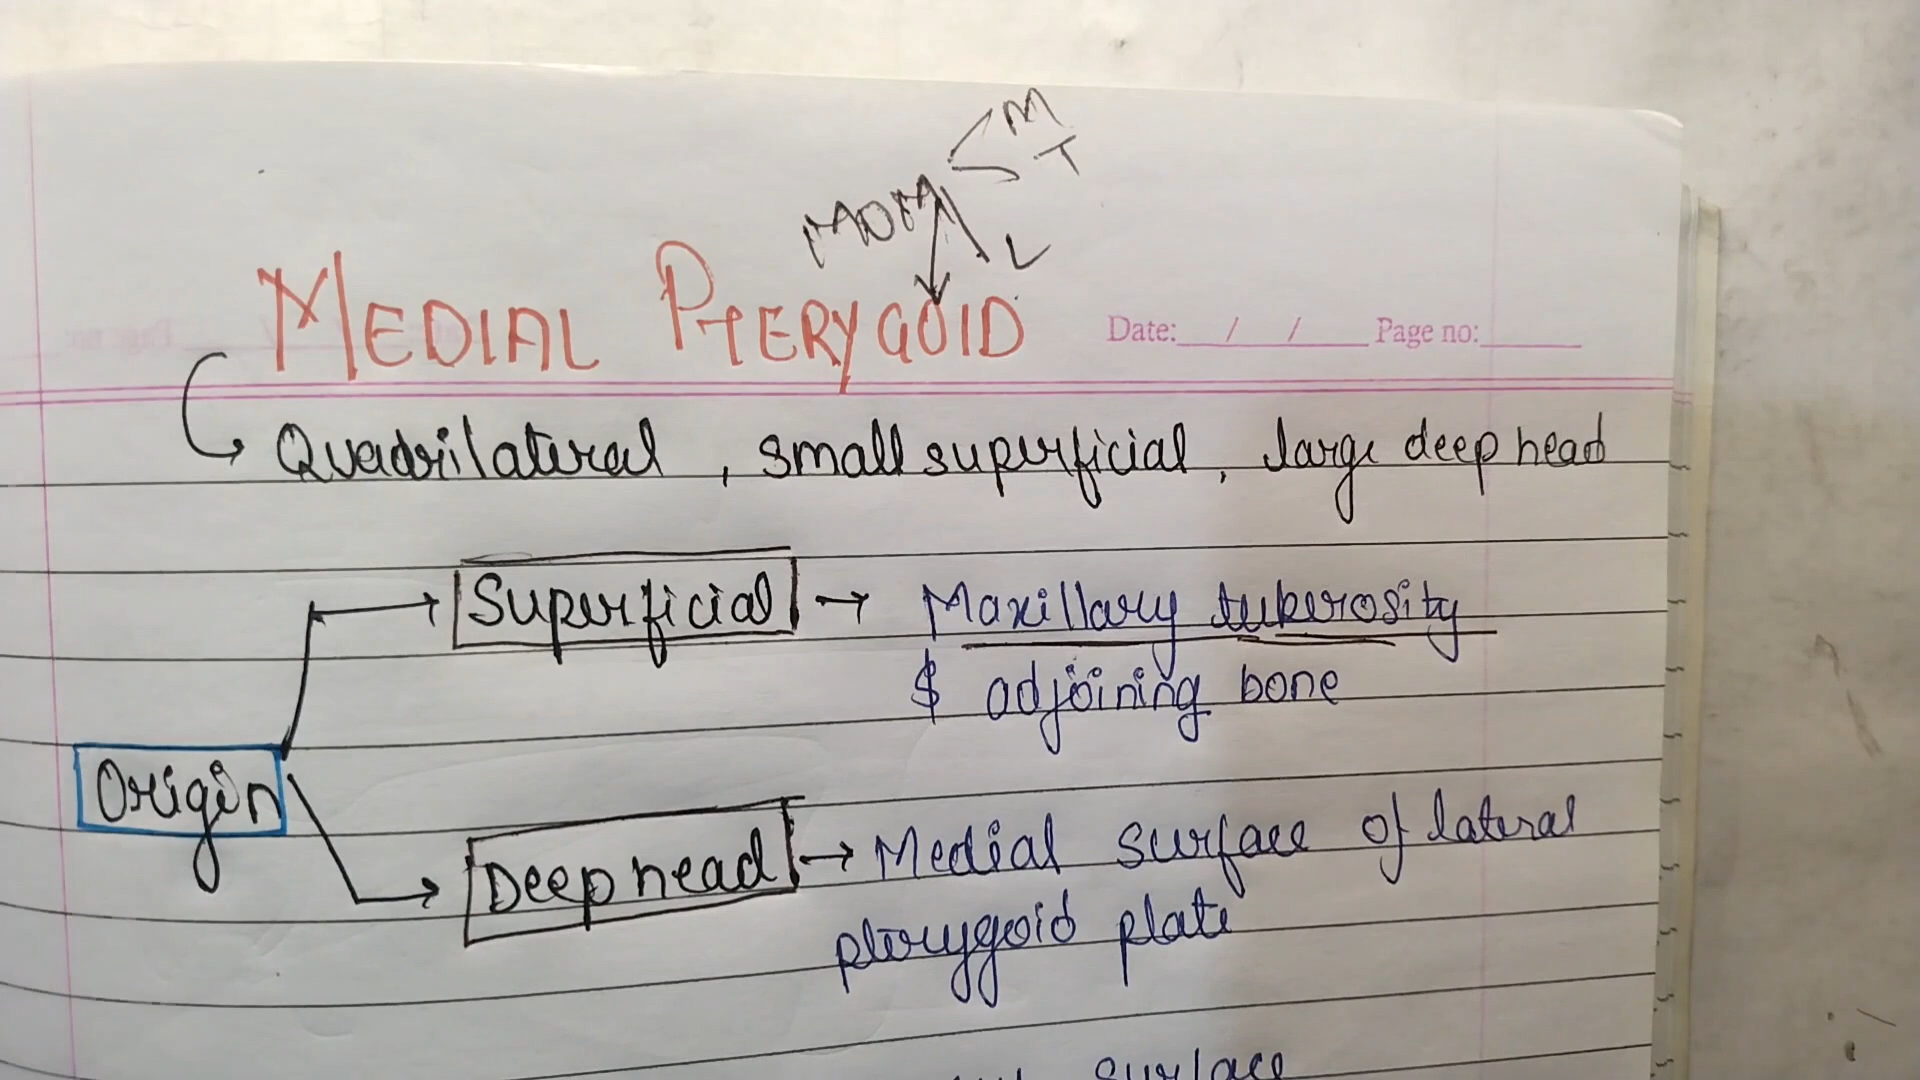 M
T
MOM
L
MEDIAL PTERYGOID
Date: / / Page no:
Quadrilateral , small superficial, large deep head
Superficial → Maxillary tuberosity
$ adjoining bone
Origin
Deep head → Medial surface of lateral
pterygoid plate
surface